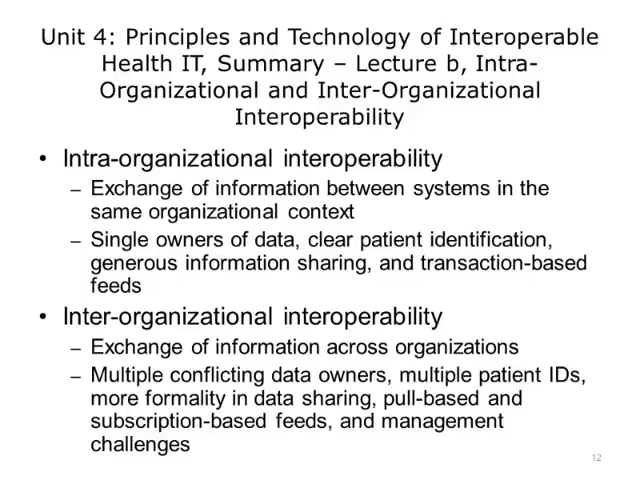 Unit 4: Principles and Technology of Interoperable
Health IT, Summary – Lecture b, Intra-
Organizational and Inter-Organizational
Interoperability
• Intra-organizational interoperability
– Exchange of information between systems in the
same organizational context
– Single owners of data, clear patient identification,
generous information sharing, and transaction-based
feeds
• Inter-organizational interoperability
– Exchange of information across organizations
– Multiple conflicting data owners, multiple patient IDs,
more formality in data sharing, pull-based and
subscription-based feeds, and management
challenges
12